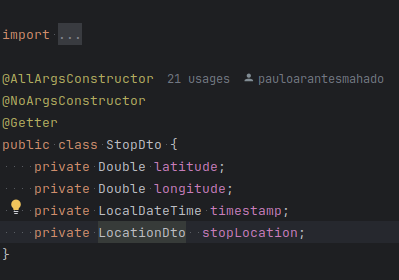 import ...
@AllArgsConstructor 21 usages pauloarantesmahado
@NoArgsConstructor
@Getter
public class StopDto {
    private Double latitude;
    private Double longitude;
    private LocalDateTime timestamp;
    private LocationDto  stopLocation;
}